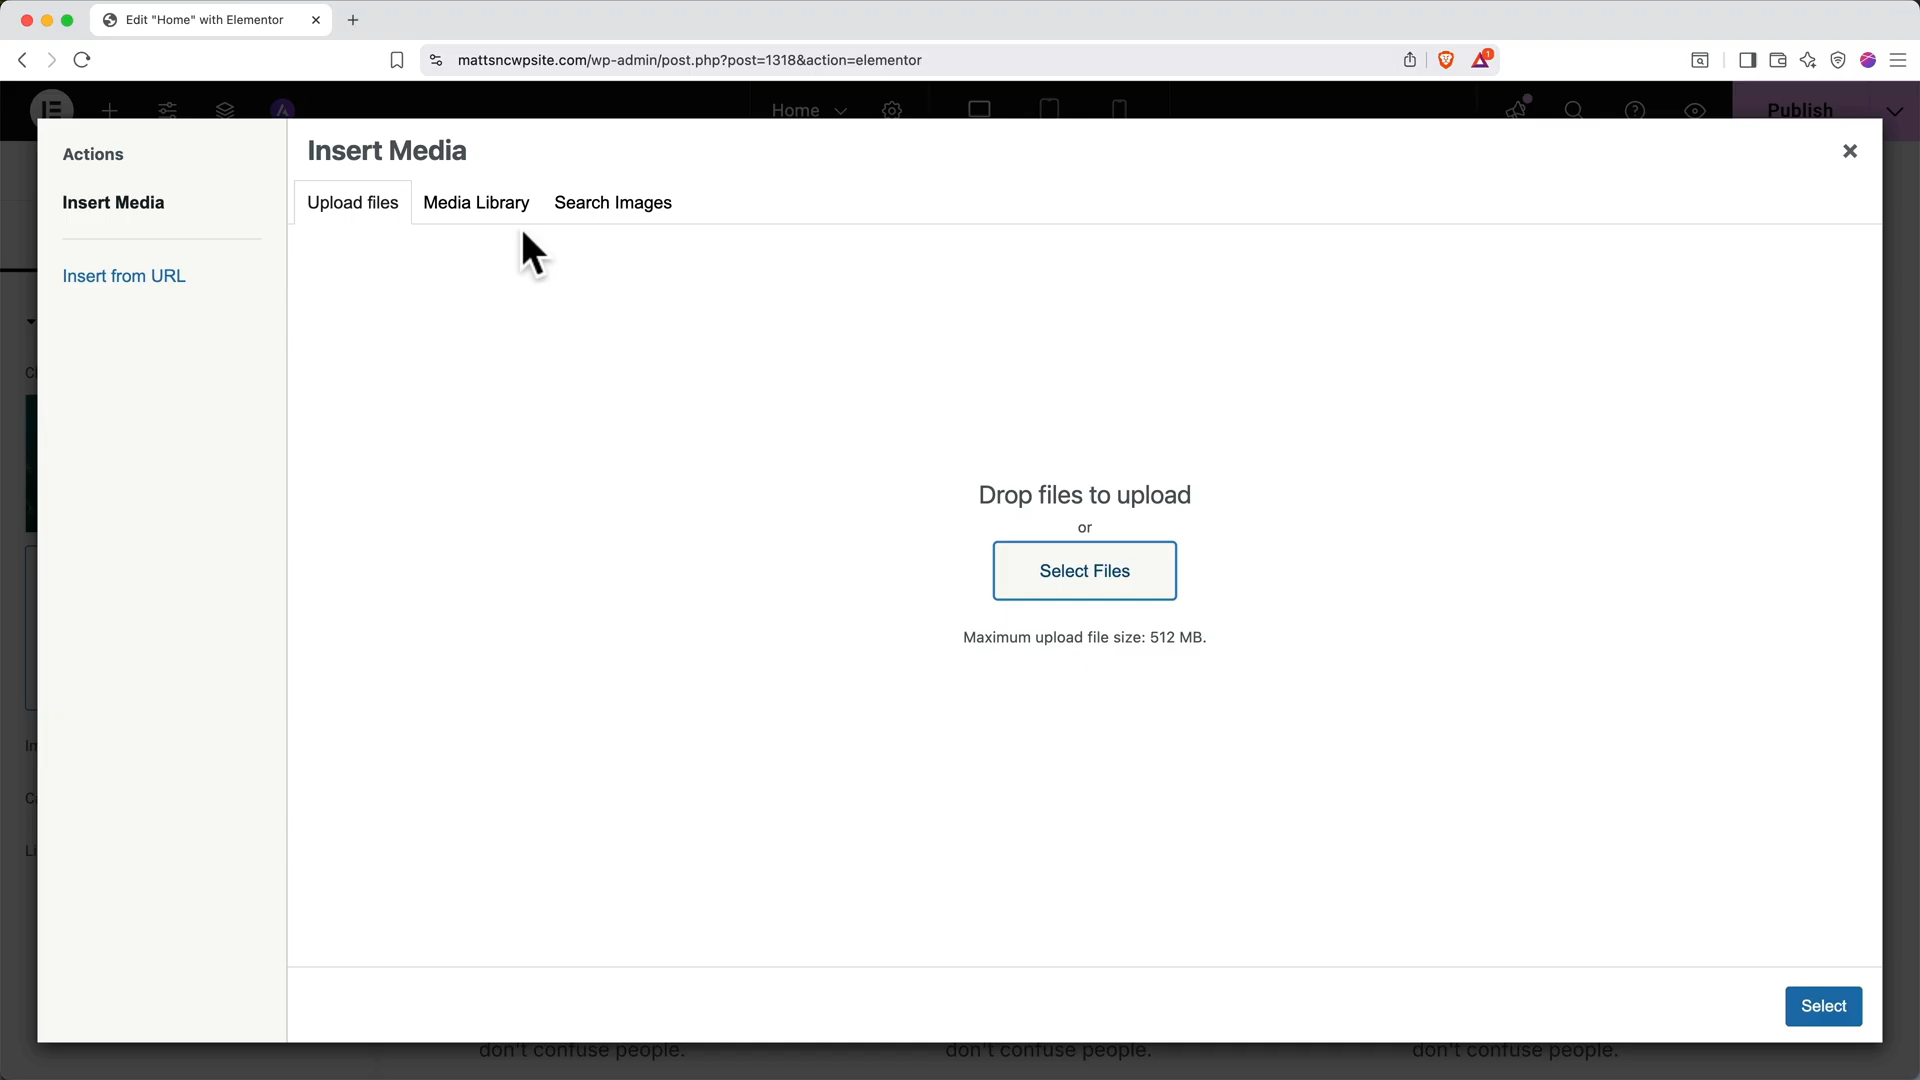 Edit "Home" with Elementor
mattsncwpsite.com/wp-admin/post.php?post=1318&action=elementor
1
Home
Publish
Actions
Insert Media
Insert from URL
Insert Media
Upload files
Media Library
Search Images
Drop files to upload
or
Select Files
Maximum upload file size: 512 MB.
Select
don't confuse people.
don't confuse people.
don't confuse people.